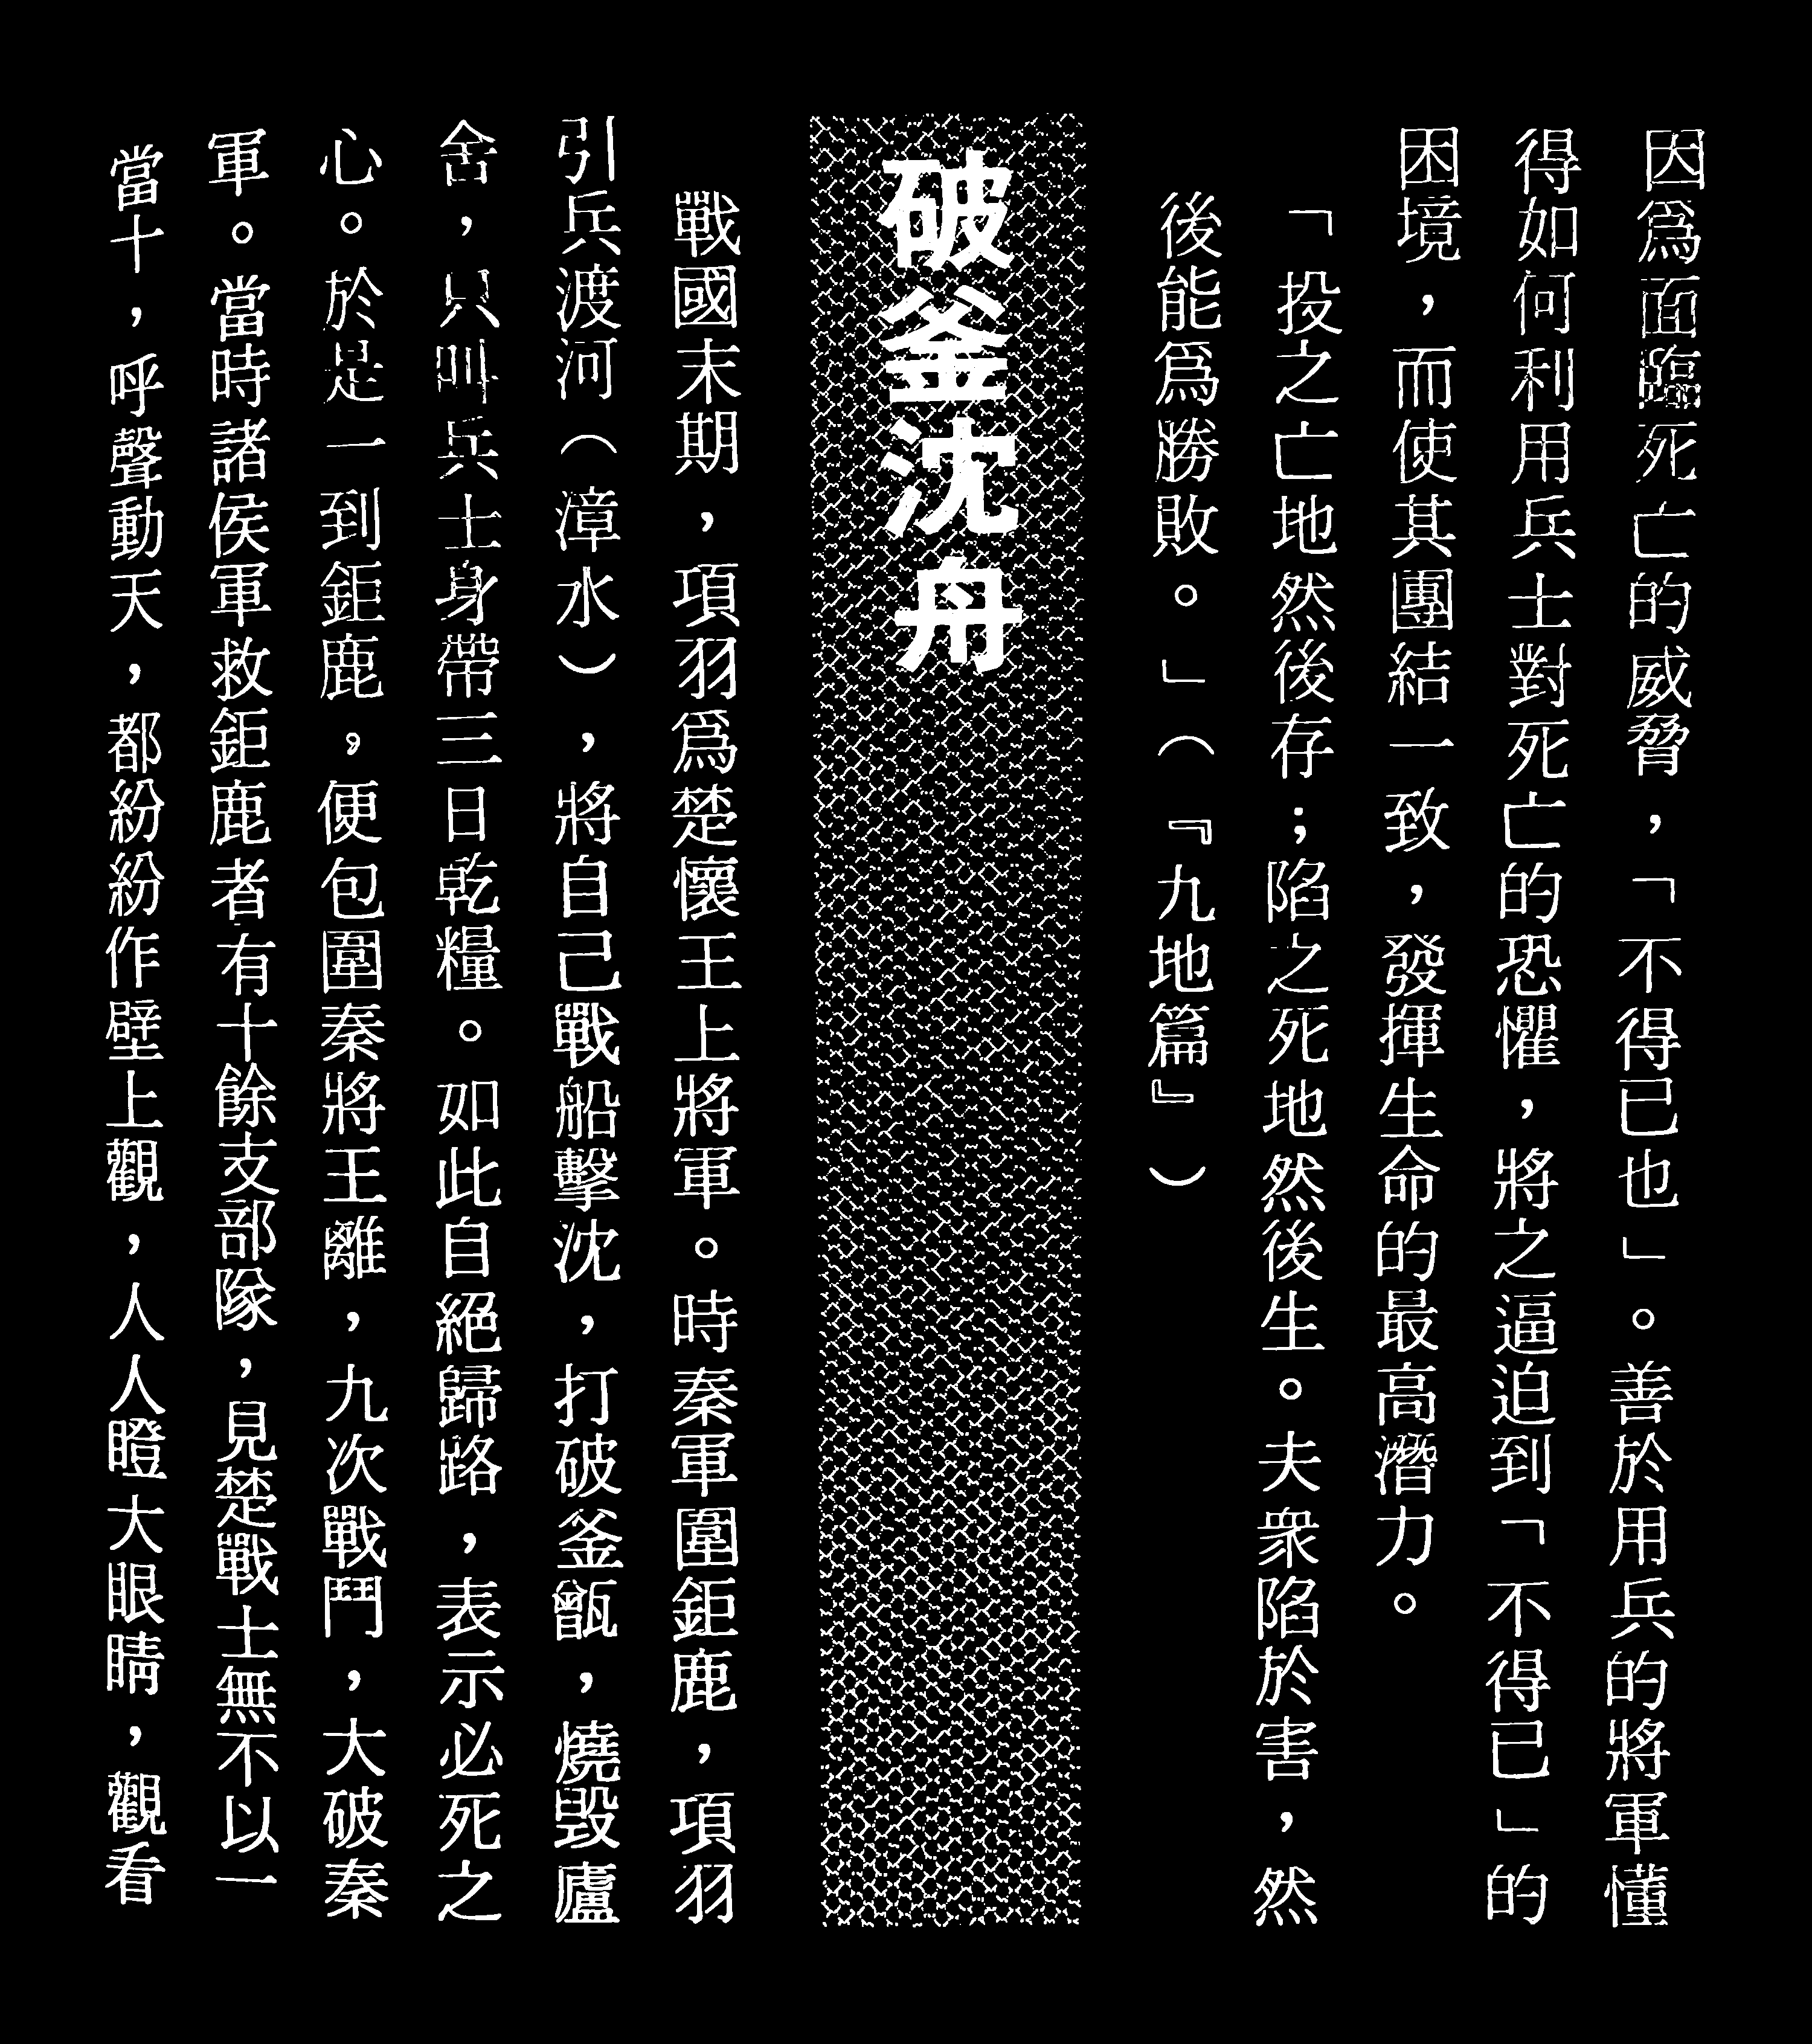 因爲面臨死亡的威脅，「不得已也」。善於用兵的將軍懂
得如何利用兵士對死亡的恐懼，將之逼迫到「不得已」的
困境，而使其團結一致，發揮生命的最高潛力。
「投之亡地然後存；陷之死地然後生。夫衆陷於害，然
後能爲勝敗。」（『九地篇』）
破釜沈舟
戰國末期，項羽爲楚懷王上將軍。時秦軍圍鉅鹿，項羽
引兵渡河（漳水），將自己戰船擊沈，打破釜甑，燒毀廬
舍，只叫兵士身帶三日乾糧。如此自絕歸路，表示必死之
心。於是一到鉅鹿，便包圍秦將王離，九次戰鬥，大破秦
軍。當時諸侯軍救鉅鹿者有十餘支部隊，見楚戰士無不以一
當十，呼聲動天，都紛紛作壁上觀，人人瞪大眼睛，觀看